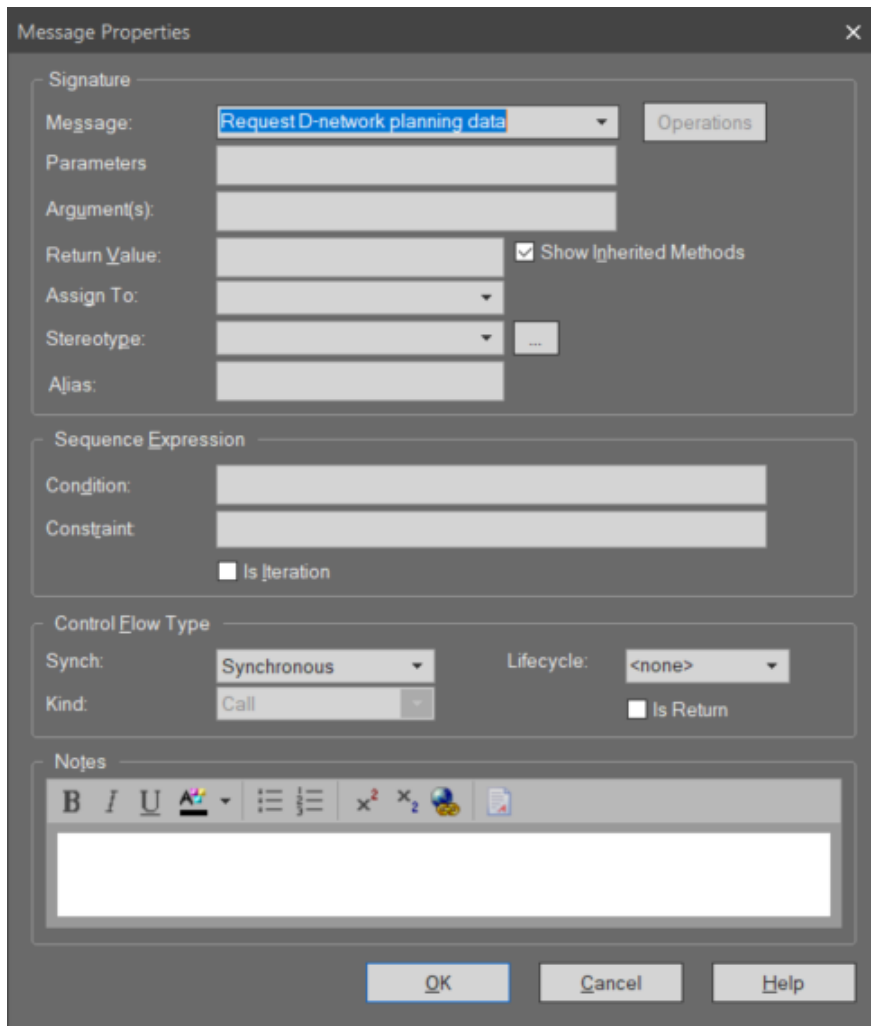 Message Properties
Signature
Message: Request D-network planning data Operations
Parameters
Argument(s):
Return Value: Show Inherited Methods
Assign To:
Stereotype: ...
Alias:
Sequence Expression
Condition:
Constraint:
Is Iteration
Control Flow Type
Synch: Synchronous Lifecycle: <none>
Kind: Call Is Return
Notes
B I U A x² x₂
OK Cancel Help